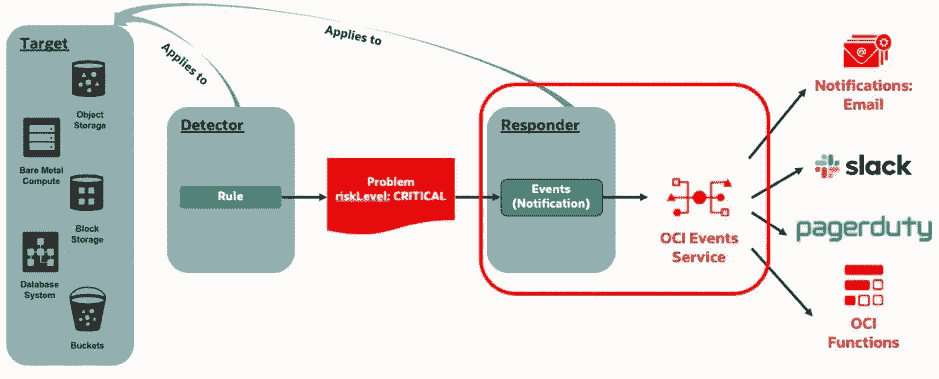 Target
Object
Storage
Bare Metal
Compute
Block
Storage
Database
System
Buckets
Applies to
Applies to
Detector
Rule
Problem
riskLevel: CRITICAL
Responder
Events
(Notification)
OCI Events
Service
Notifications:
Email
slack
pagerduty
OCI
Functions